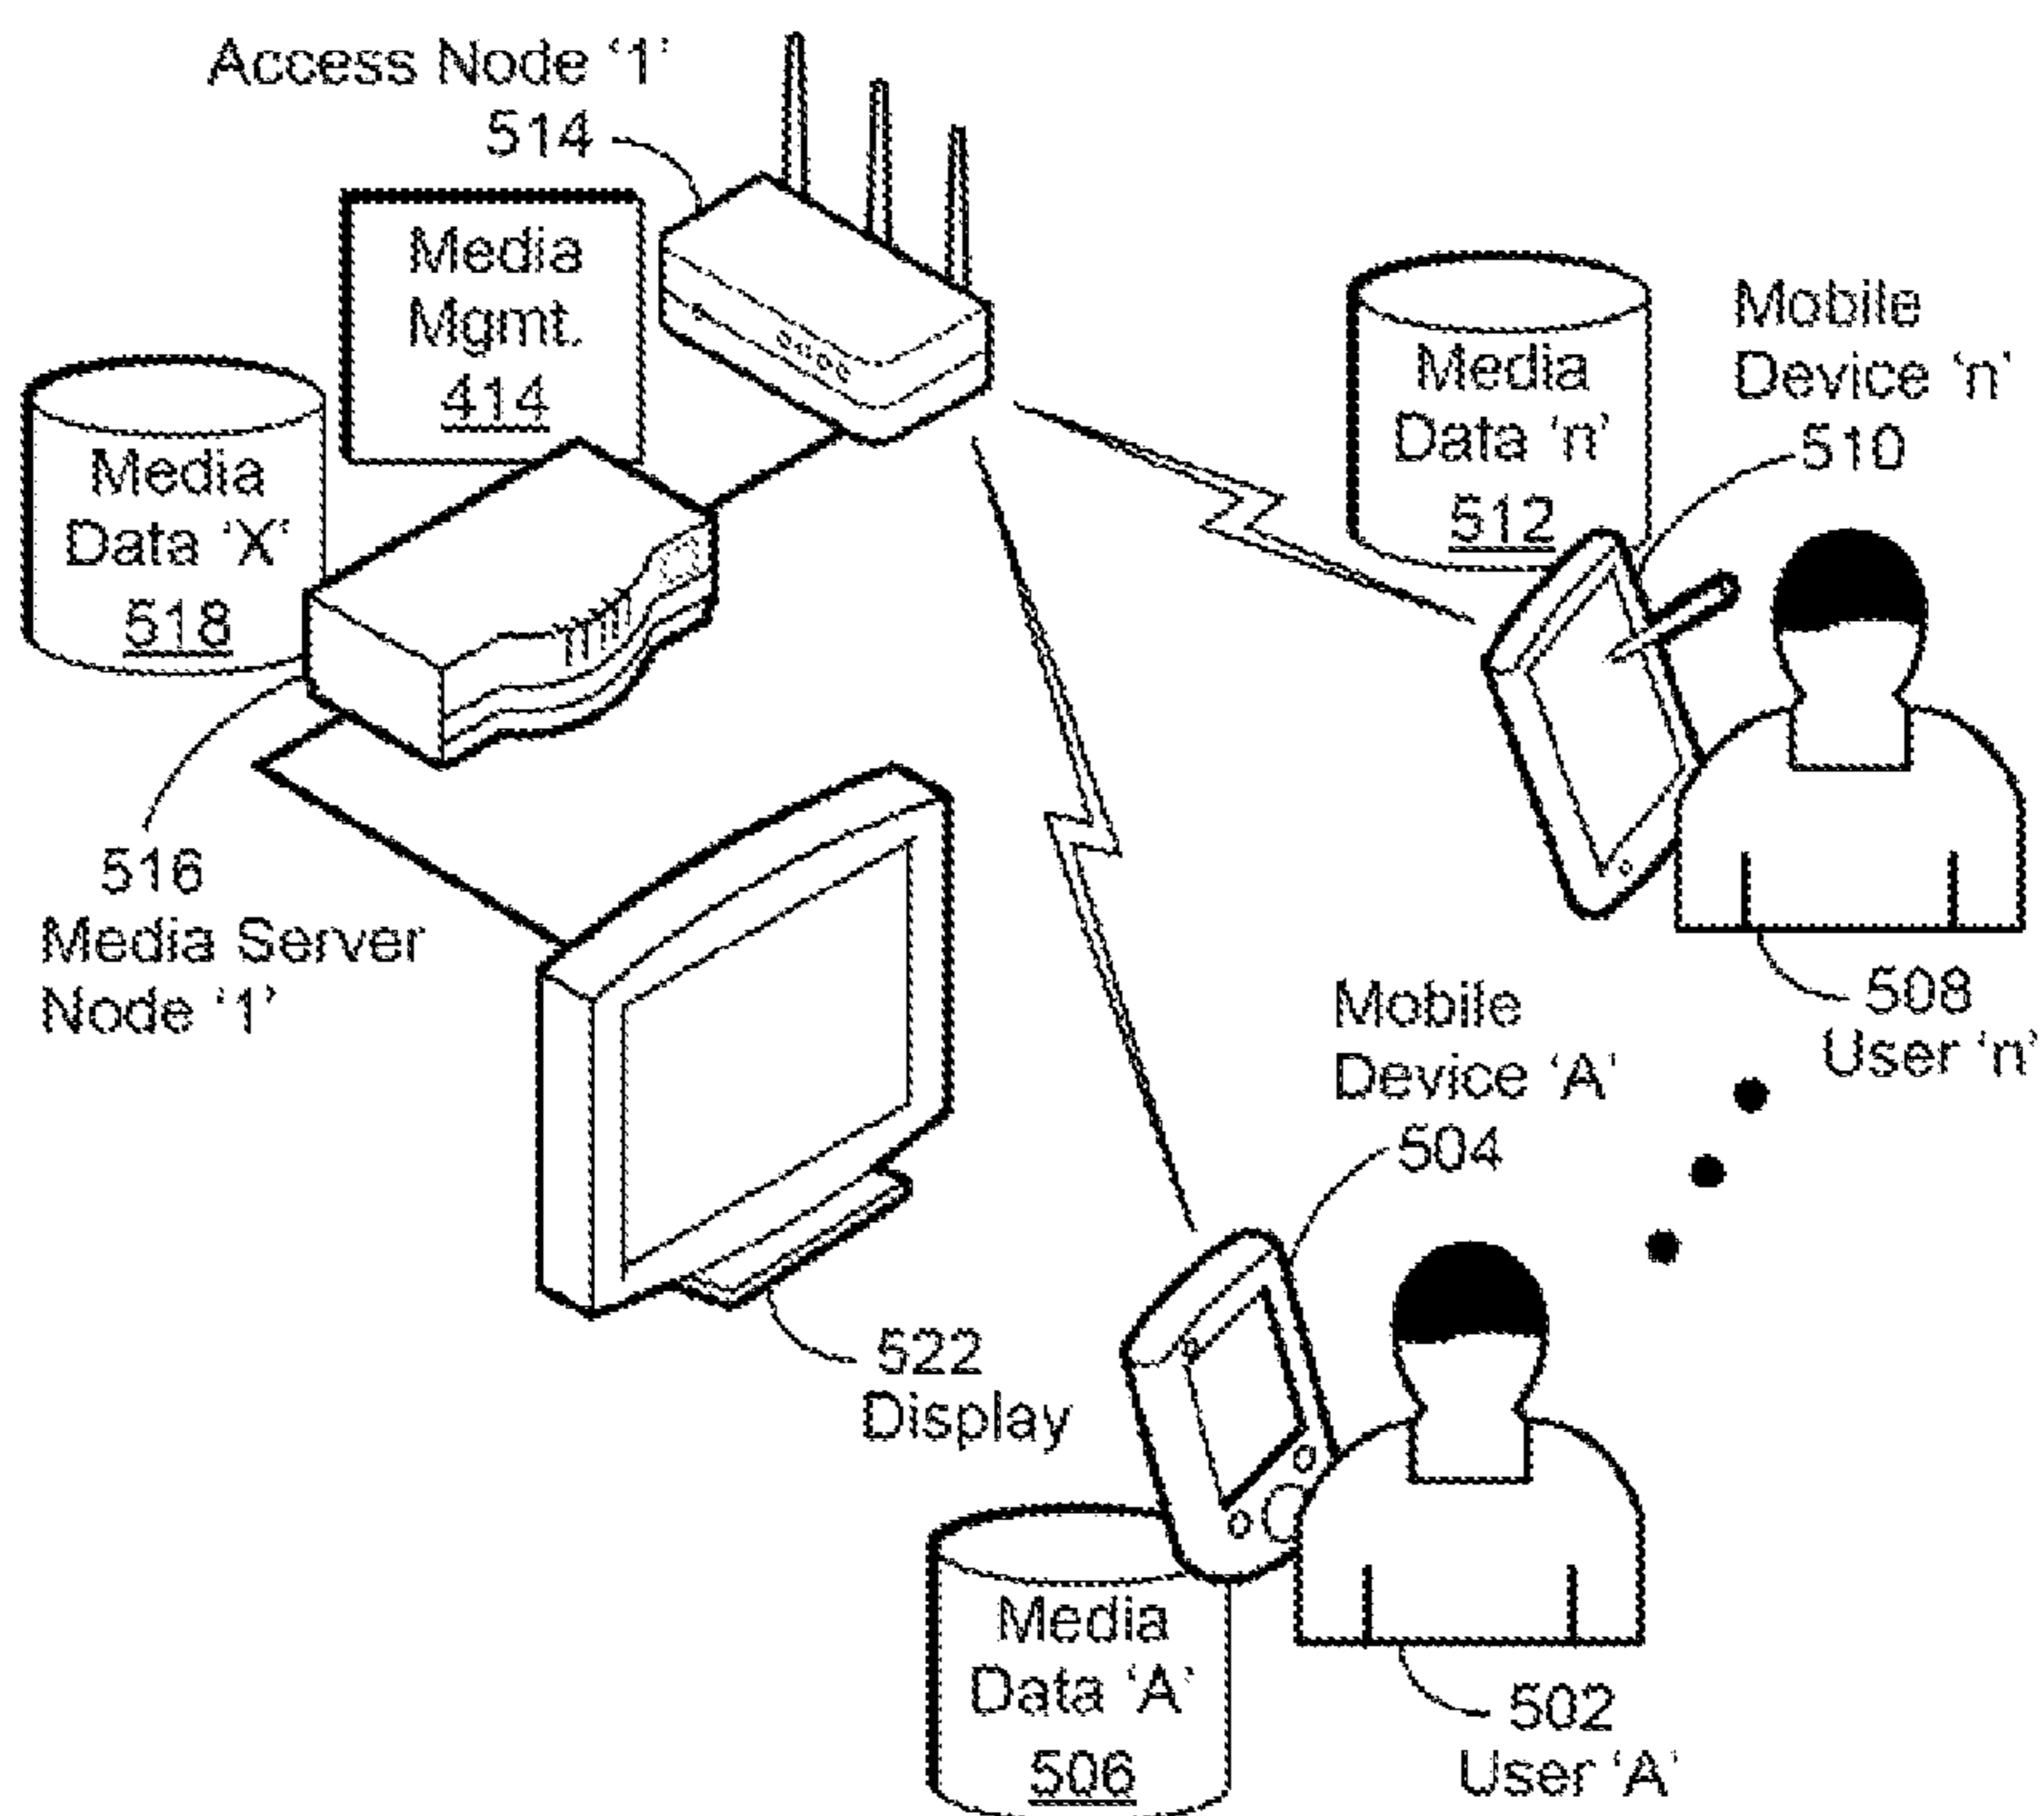 Access Node ‘1’
514
Media
Mgmt.
414
Media
Data ‘X’
518
Media
Data ‘n’
512
Mobile
Device ‘n’
510
516
Media Server
Node ‘1’
508
User ‘n’
Mobile
Device ‘A’
504
522
Display
Media
Data ‘A’
506
502
User ‘A’